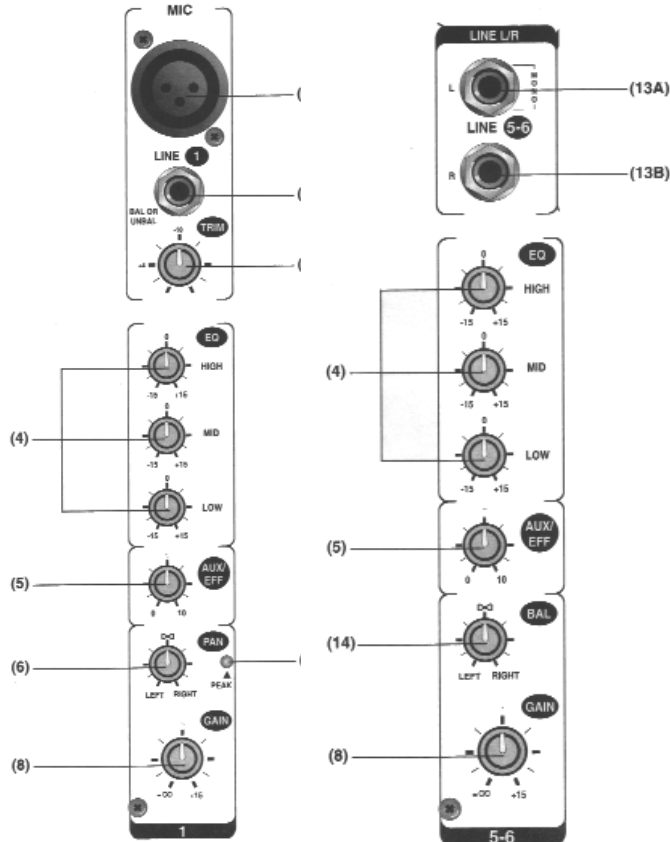 MIC
(
LINE 1
(
BAL OR
UNBAL
TRIM
-10
(
EQ
0
HIGH
-15 +15
0
(4)
MID
-15 +15
0
LOW
-15 +15
(5)
AUX/
EFF
0 10
PAN
(6)
(
PEAK
LEFT RIGHT
GAIN
(8)
-∞ +15
1
LINE L/R
L
MONO
(13A)
LINE 5-6
R
(13B)
0
EQ
HIGH
-15 +15
0
(4)
MID
-15 +15
0
LOW
-15 +15
AUX/
EFF
(5)
0 10
BAL
(14)
LEFT RIGHT
GAIN
(8)
-∞ +15
5-6